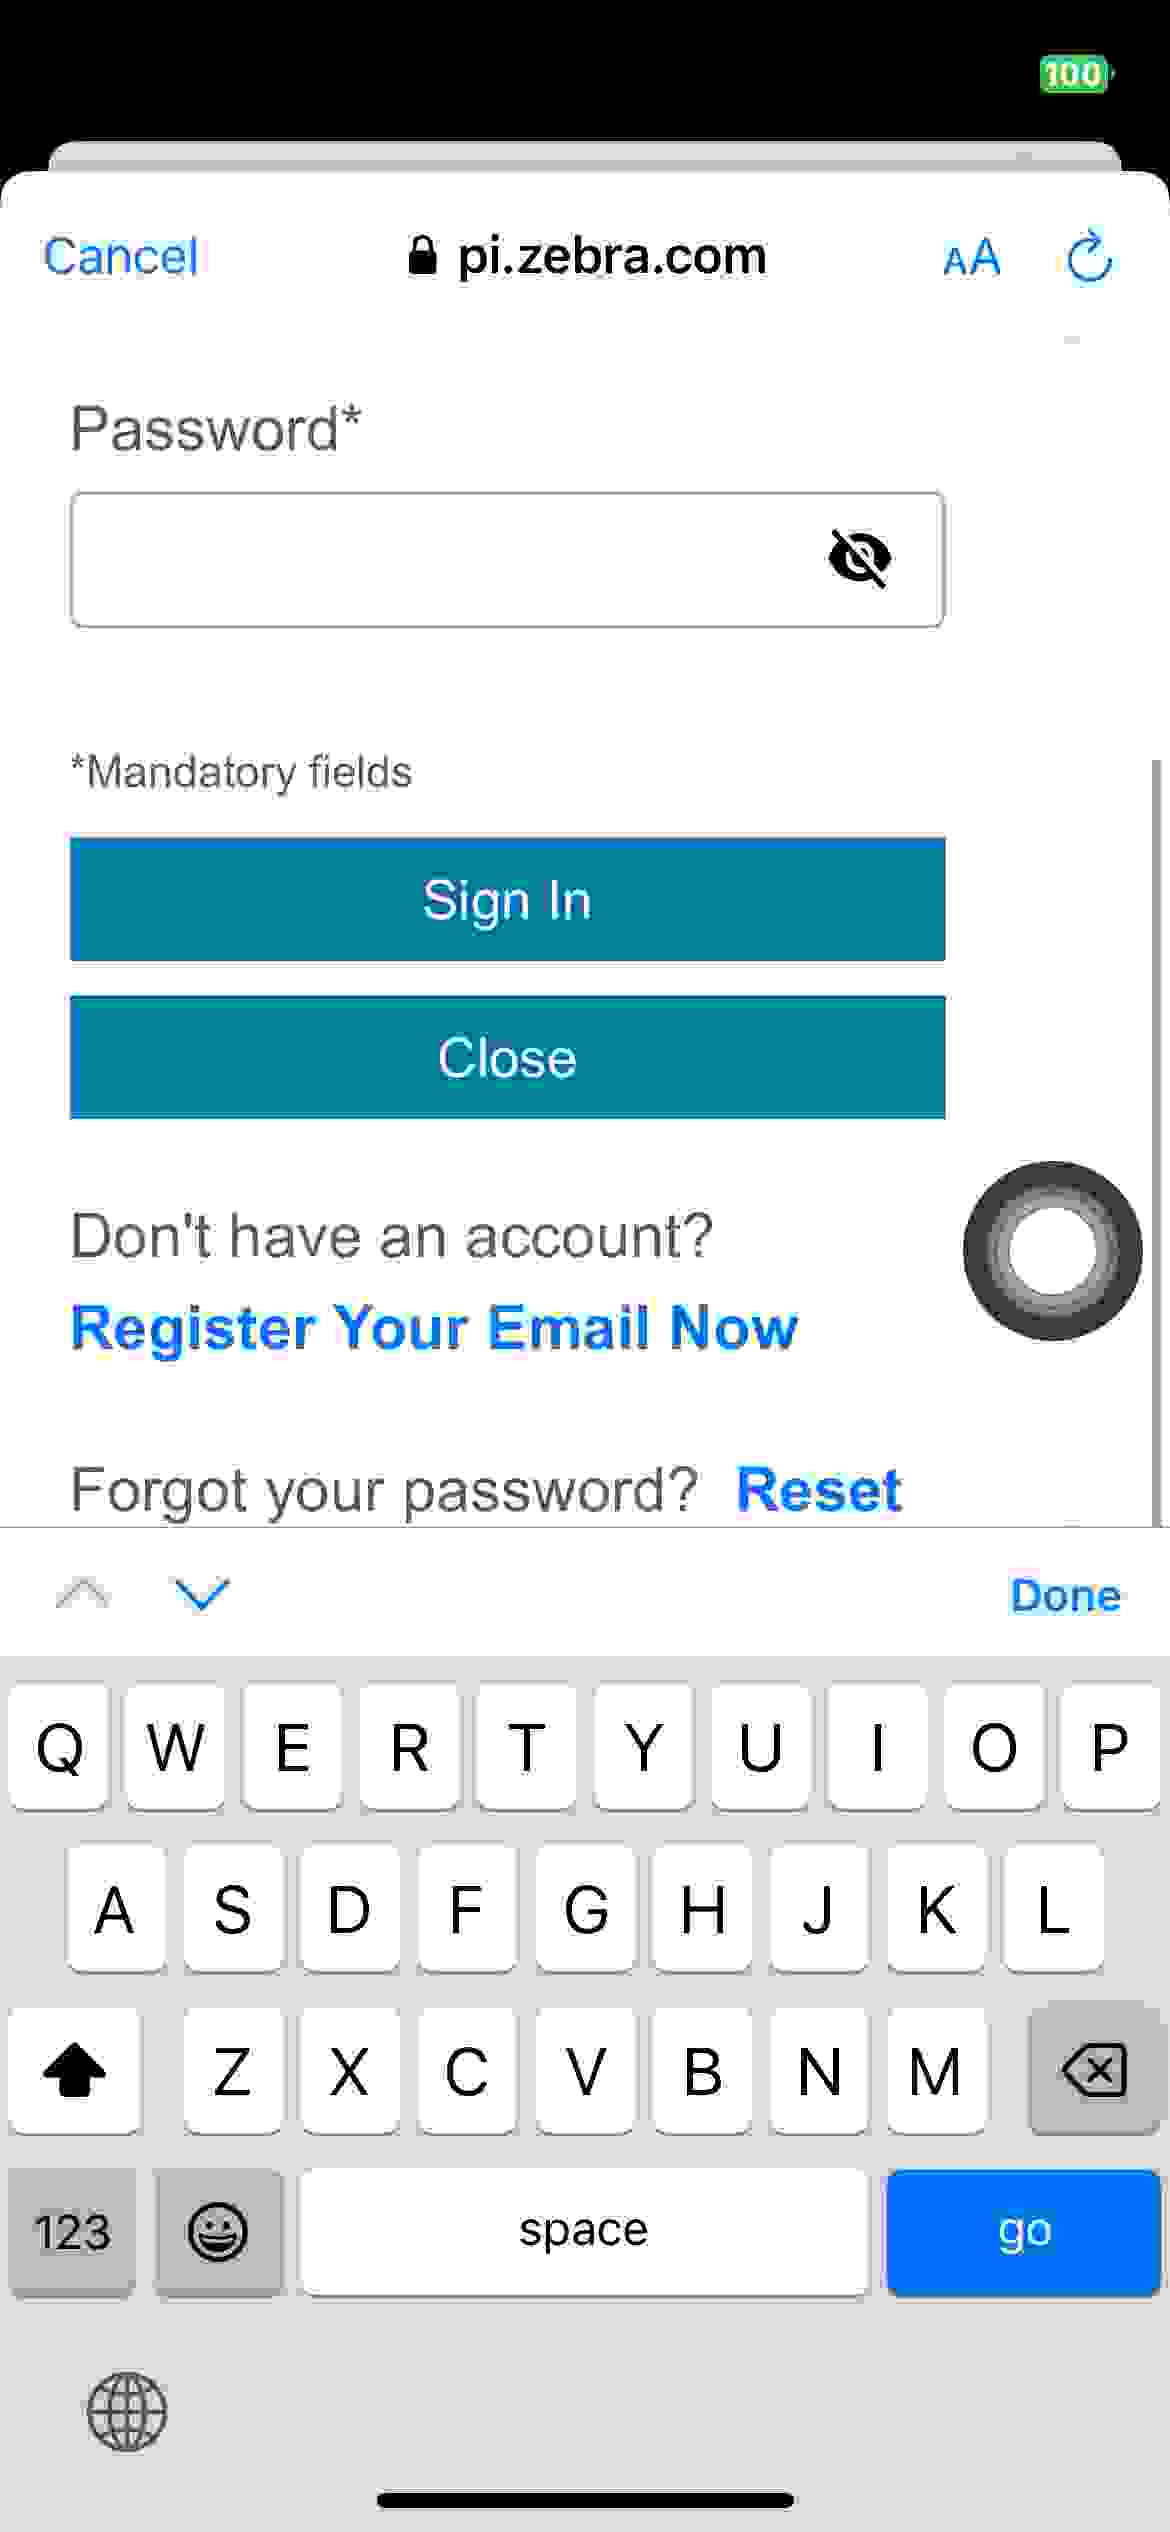 100
Cancel pi.zebra.com AA
Password*
*Mandatory fields
Sign In
Close
Don't have an account?
Register Your Email Now
Forgot your password? Reset
Done
Q W E R T Y U I O P
A S D F G H J K L
Z X C V B N M
123 space go